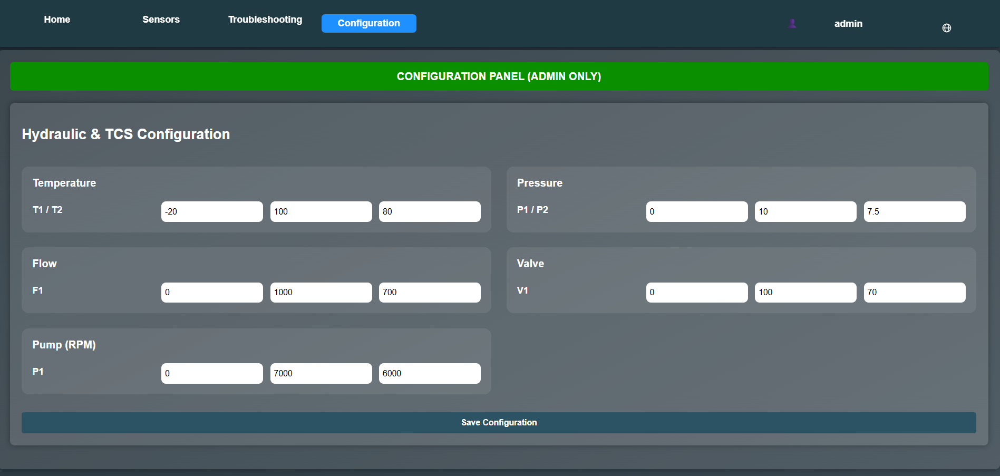 Home Sensors Troubleshooting Configuration admin
CONFIGURATION PANEL (ADMIN ONLY)
Hydraulic & TCS Configuration
Temperature
T1 / T2 -20 100 80
Pressure
P1 / P2 0 10 7.5
Flow
F1 0 1000 700
Valve
V1 0 100 70
Pump (RPM)
P1 0 7000 6000
Save Configuration